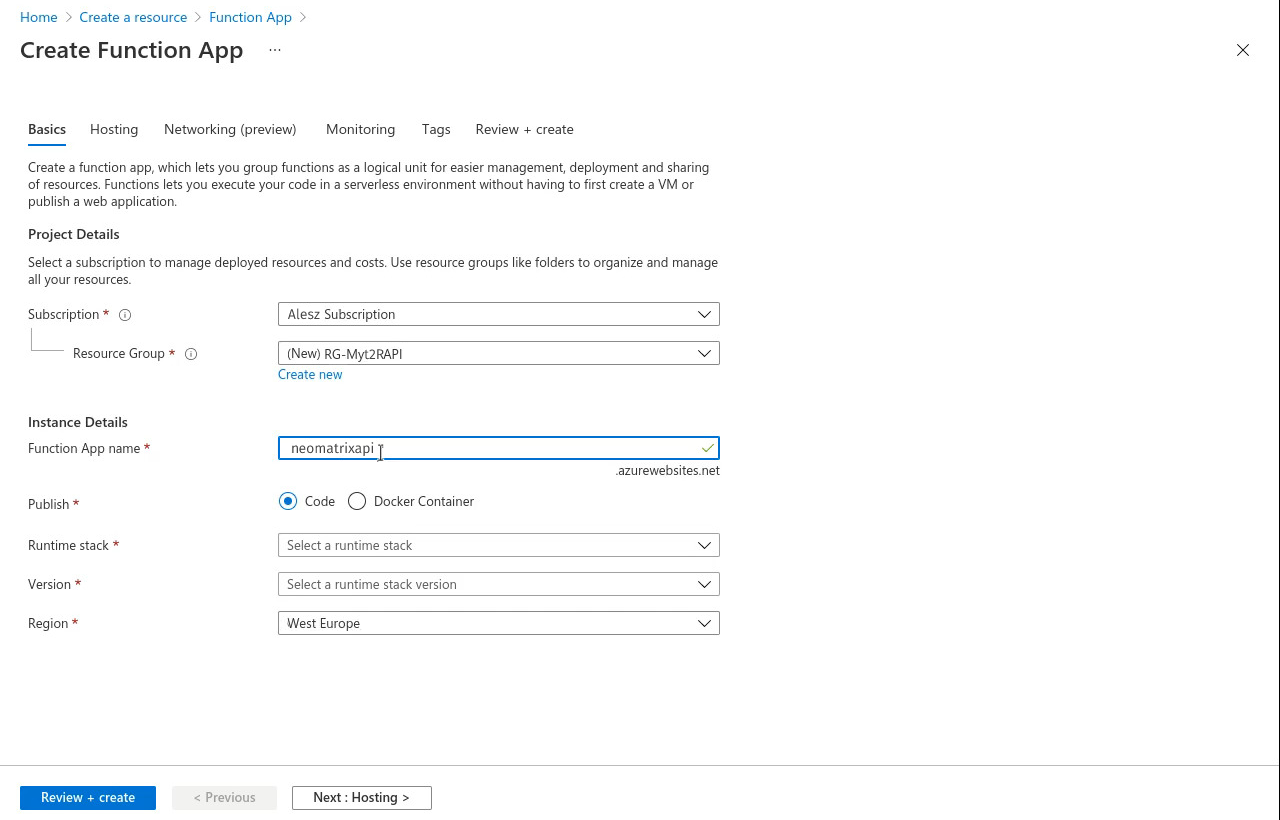 Home > Create a resource > Function App >
Create Function App ...
Basics Hosting Networking (preview) Monitoring Tags Review + create
Create a function app, which lets you group functions as a logical unit for easier management, deployment and sharing
of resources. Functions lets you execute your code in a serverless environment without having to first create a VM or
publish a web application.
Project Details
Select a subscription to manage deployed resources and costs. Use resource groups like folders to organize and manage
all your resources.
Subscription * Alesz Subscription
Resource Group * (New) RG-Myt2RAPI
Create new
Instance Details
Function App name * neomatrixapi
.azurewebsites.net
Publish * Code Docker Container
Runtime stack * Select a runtime stack
Version * Select a runtime stack version
Region * West Europe
Review + create < Previous Next : Hosting >